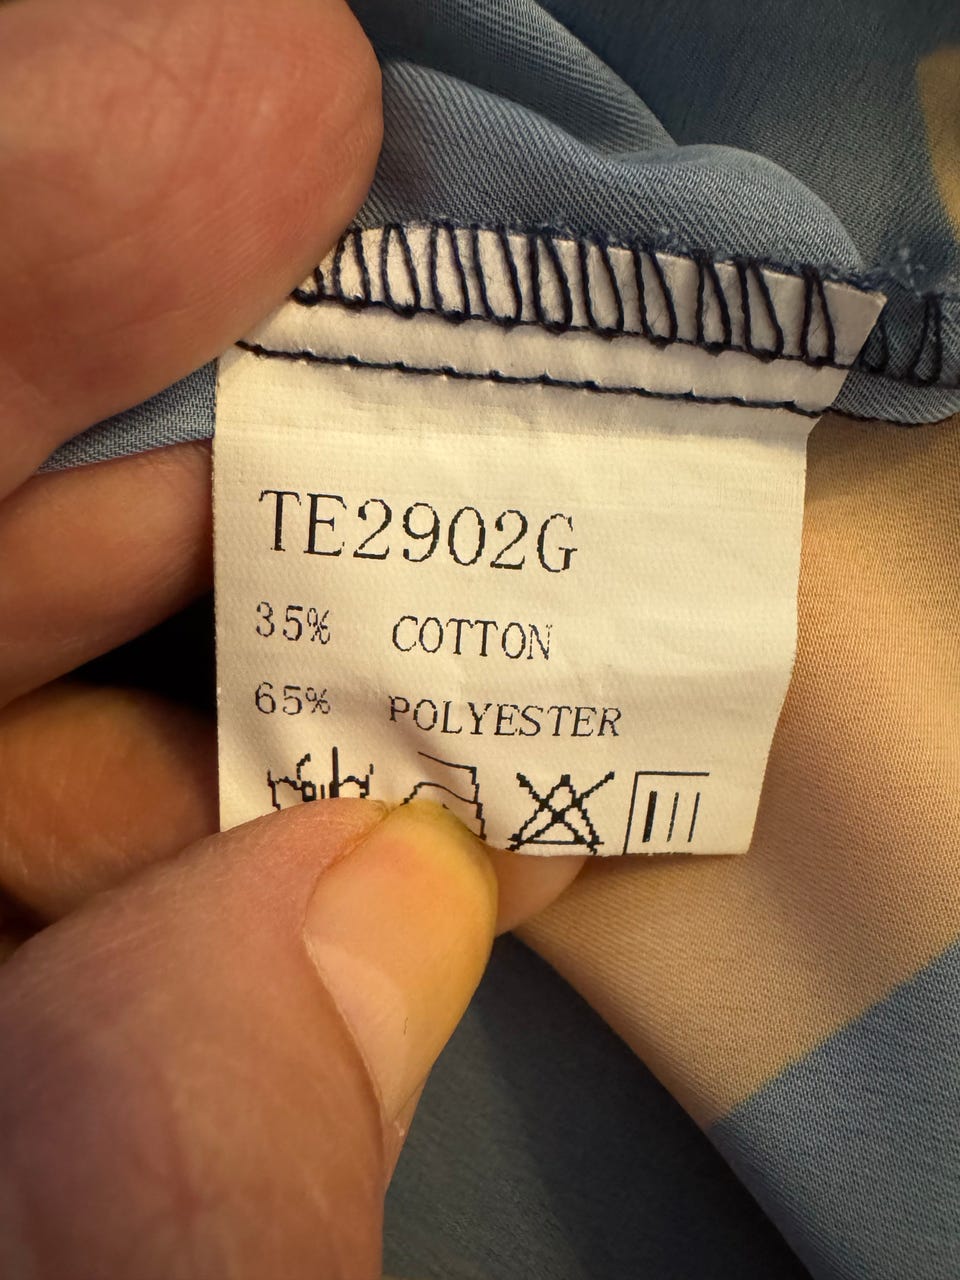 TE2902G
35% COTTON
65% POLYESTER